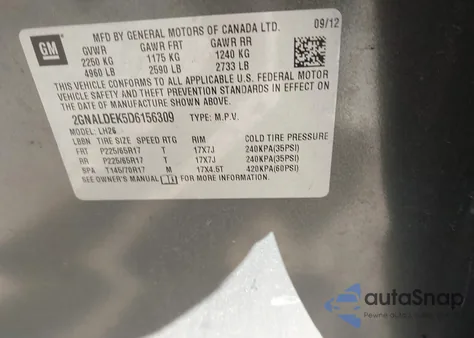 GM
MFD BY GENERAL MOTORS OF CANADA LTD.
09/12
GVWR GAWR FRT GAWR RR
2250 KG 1175 KG 1240 KG
4960 LB 2590 LB 2733 LB
THIS VEHICLE CONFORMS TO ALL APPLICABLE U.S. FEDERAL MOTOR
VEHICLE SAFETY AND THEFT PREVENTION STANDARDS IN EFFECT ON
THE DATE OF MANUFACTURE SHOWN ABOVE.
2GNALDEK5D6156309 TYPE: M.P.V.
MODEL: LH26
LBBN TIRE SIZE SPEED RTG RIM COLD TIRE PRESSURE
FRT P225/65R17 T 17X7J 240KPA(35PSI)
RR P225/65R17 T 17X7J 240KPA(35PSI)
SPA T145/70R17 M 17X4.5T 420KPA(60PSI)
SEE OWNER'S MANUAL FOR MORE INFORMATION.
autoSnap
Pewne auto